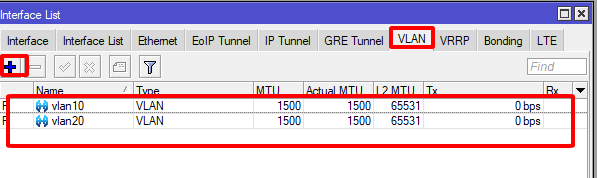 Interface List
Interface Interface List Ethernet EoIP Tunnel IP Tunnel GRE Tunnel VLAN VRRP Bonding LTE
Find
Name Type MTU Actual MTU L2 MTU Tx Rx
vlan10 VLAN 1500 1500 65531 0 bps
vlan20 VLAN 1500 1500 65531 0 bps